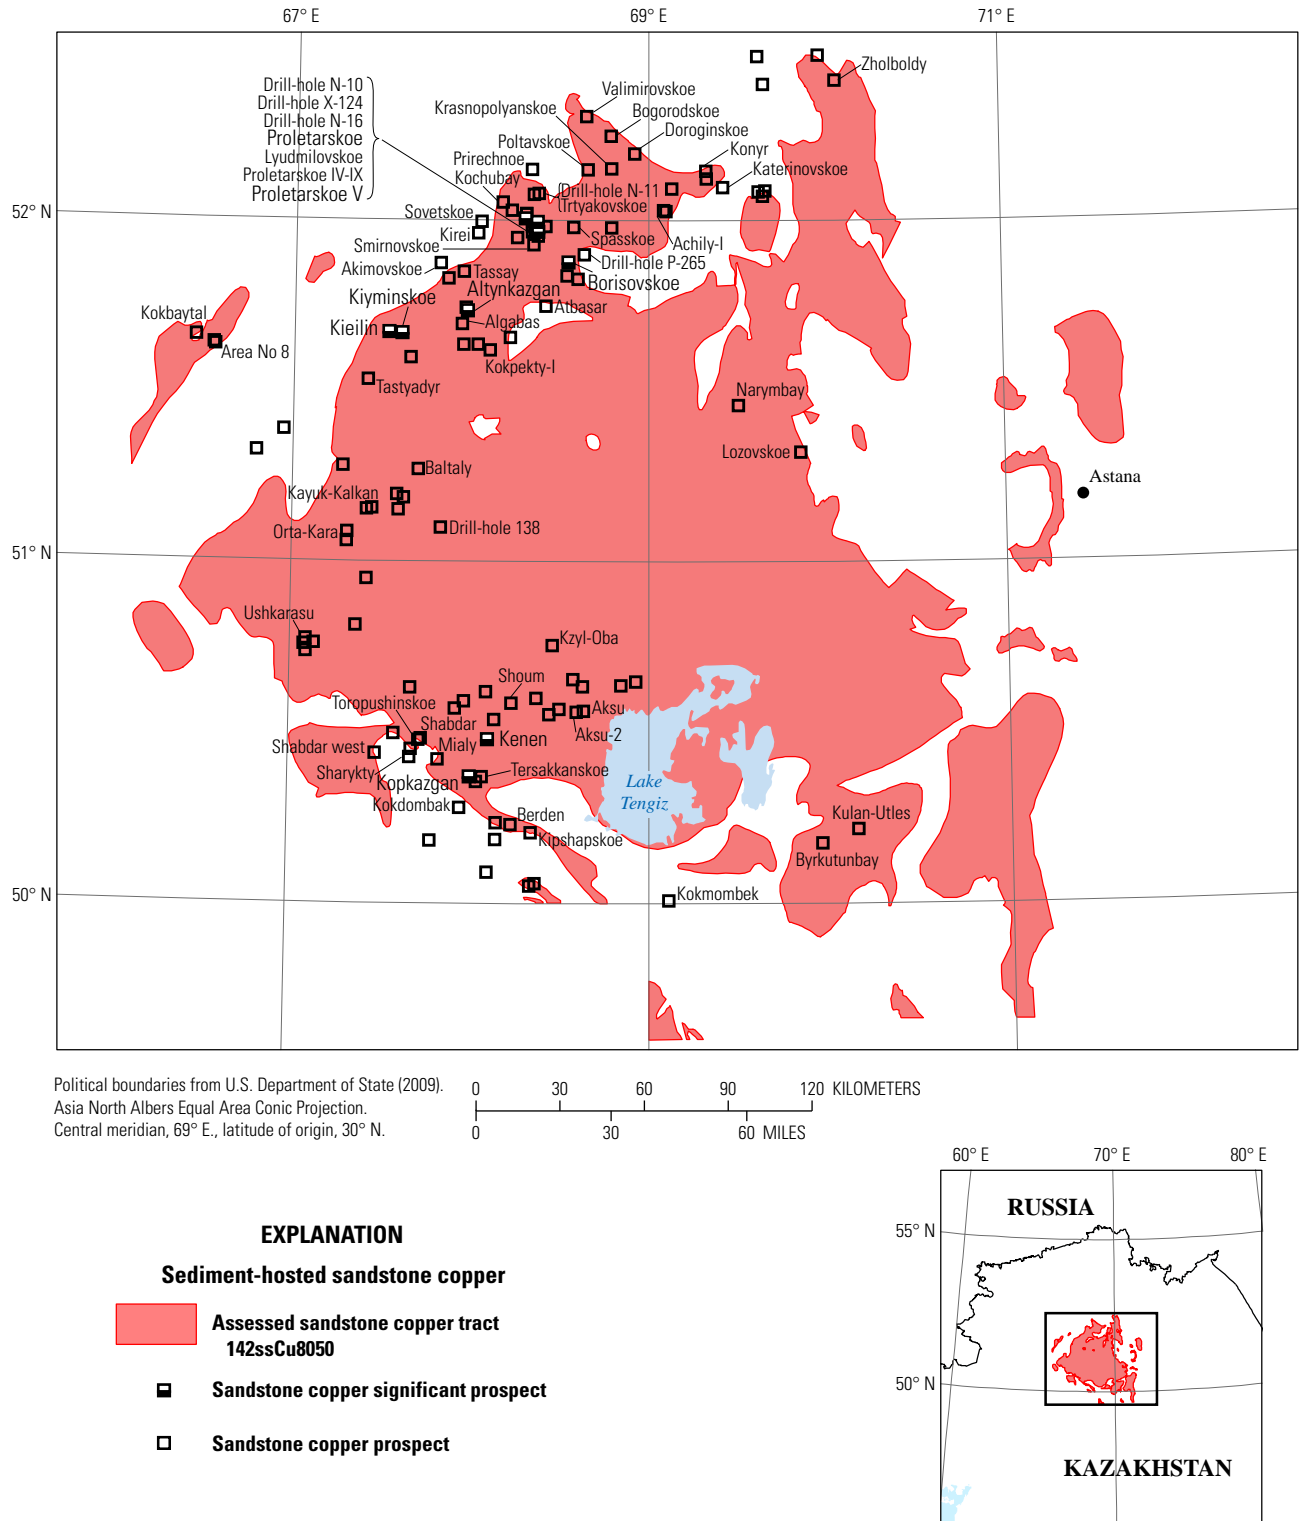 67° E
69° E
71° E
Drill-hole N-10
Drill-hole X-124
Drill-hole N-16
Proletarskoe
Lyudmilovskoe
Proletarskoe IV-IX
Proletarskoe V
Zholboldy
Valimirovskoe
Krasnopolyanskoe
Bogorodskoe
Doroginskoe
Poltavskoe
Konyr
Prirechnoe
Katerinovskoe
Kochubay
Drill-hole N-11
Irtyakovskoe
52° N
Sovetskoe
Kirei
Spasskoe
Achily-I
Smirnovskoe
Drill-hole P-265
Akimovskoe
Tassay
Borisovskoe
Altynkazgan
Kiyminskoe
Atbasar
Kokbaytal
Kieilin
Algabas
Area No 8
Kokpekty-I
Tastyadyr
Narymbay
Lozovskoe
Baltaly
Astana
Kayuk-Kalkan
Orta-Kara
Drill-hole 138
51° N
Ushkarasu
Kzyl-Oba
Shoum
Toropushinskoe
Aksu
Shabdar
Aksu-2
Shabdar west
Mialy
Kenen
Sharykty
Tersakkanskoe
Kopkazgan
Lake
Tengiz
Kokdombak
Berden
Kulan-Utles
Kipshapskoe
Byrkutunbay
50° N
Kokmombek
Political boundaries from U.S. Department of State (2009).
Asia North Albers Equal Area Conic Projection.
Central meridian, 69° E., latitude of origin, 30° N.
0 30 60 90 120 KILOMETERS
0 30 60 MILES
EXPLANATION
Sediment-hosted sandstone copper
Assessed sandstone copper tract
142ssCu8050
Sandstone copper significant prospect
Sandstone copper prospect
60° E
70° E
80° E
RUSSIA
55° N
50° N
KAZAKHSTAN